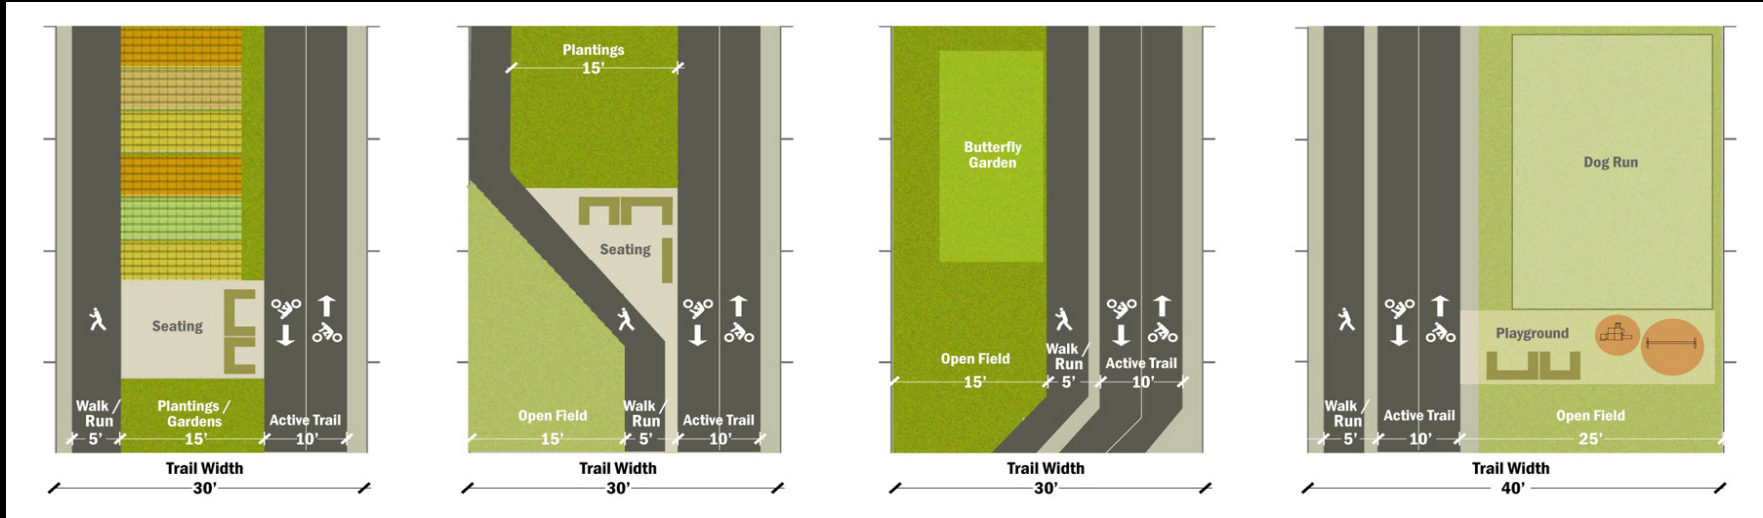 Seating
Walk /
Run
5'
Plantings /
Gardens
15'
Active Trail
10'
Trail Width
30'
Plantings
15'
Seating
Open Field
15'
Walk /
Run
5'
Active Trail
10'
Trail Width
30'
Butterfly
Garden
Open Field
15'
Walk /
Run
5'
Active Trail
10'
Trail Width
30'
Dog Run
Playground
Walk /
Run
5'
Active Trail
10'
Open Field
25'
Trail Width
40'